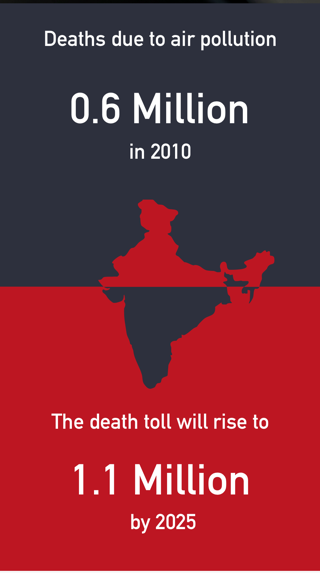 Deaths due to air pollution
0.6 Million
in 2010
The death toll will rise to
1.1 Million
by 2025